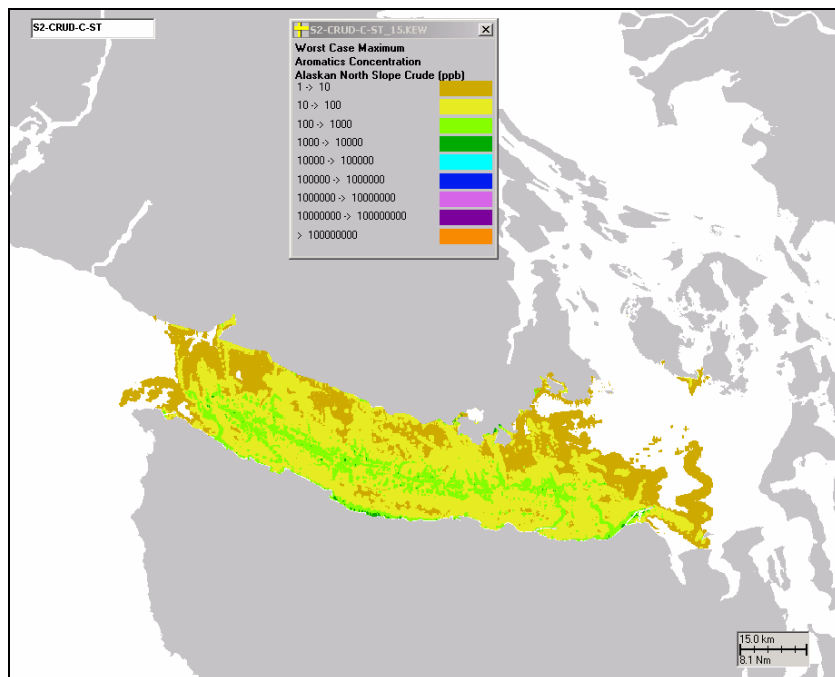 S2-CRUD-C-ST
S2-CRUD-C-ST_15.KEW
Worst Case Maximum
Aromatics Concentration
Alaskan North Slope Crude (ppb)
1 -> 10
10 -> 100
100 -> 1000
1000 -> 10000
10000 -> 100000
100000 -> 1000000
1000000 -> 10000000
10000000 -> 100000000
> 100000000
15.0 km
8.1 Nm